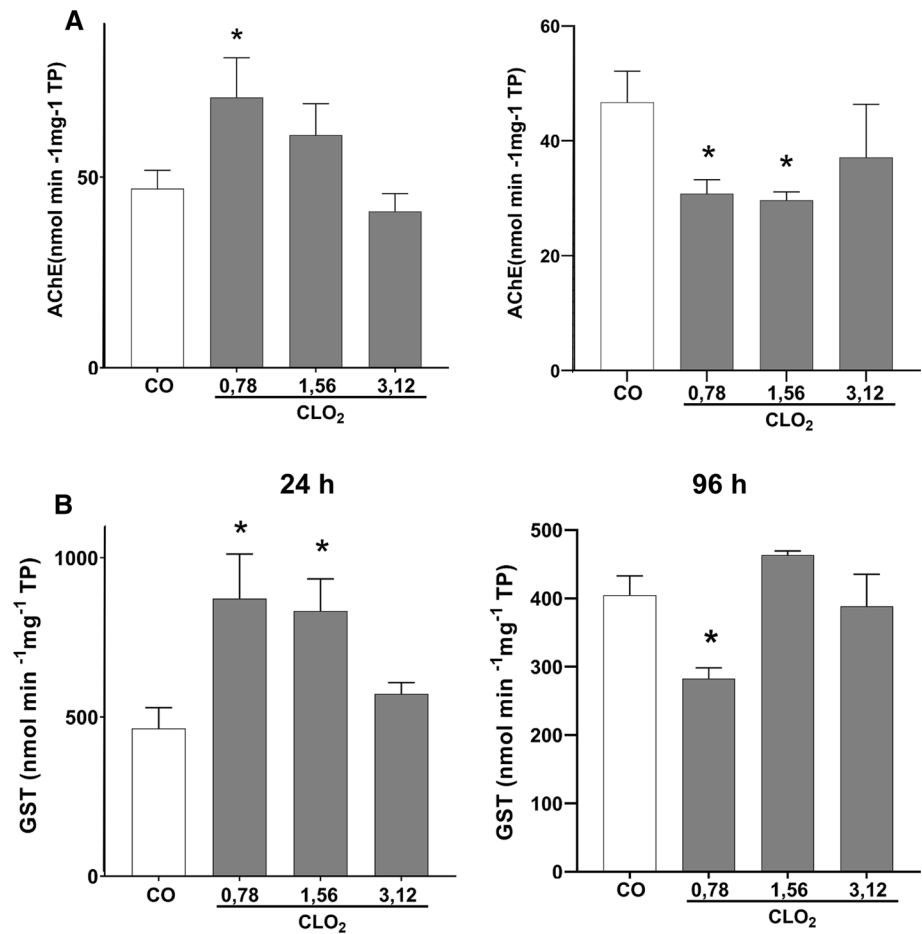 A
AChE(nmol min -1mg-1 TP)
50
0
*
CO
0,78
1,56
3,12
CLO₂
AChE(nmol min -1mg-1 TP)
60
40
20
0
*
*
CO
0,78
1,56
3,12
CLO₂
B
24 h
GST (nmol min ⁻¹mg⁻¹ TP)
1000
500
0
*
*
CO
0,78
1,56
3,12
CLO₂
96 h
GST (nmol min ⁻¹mg⁻¹ TP)
500
400
300
200
100
0
*
CO
0,78
1,56
3,12
CLO₂